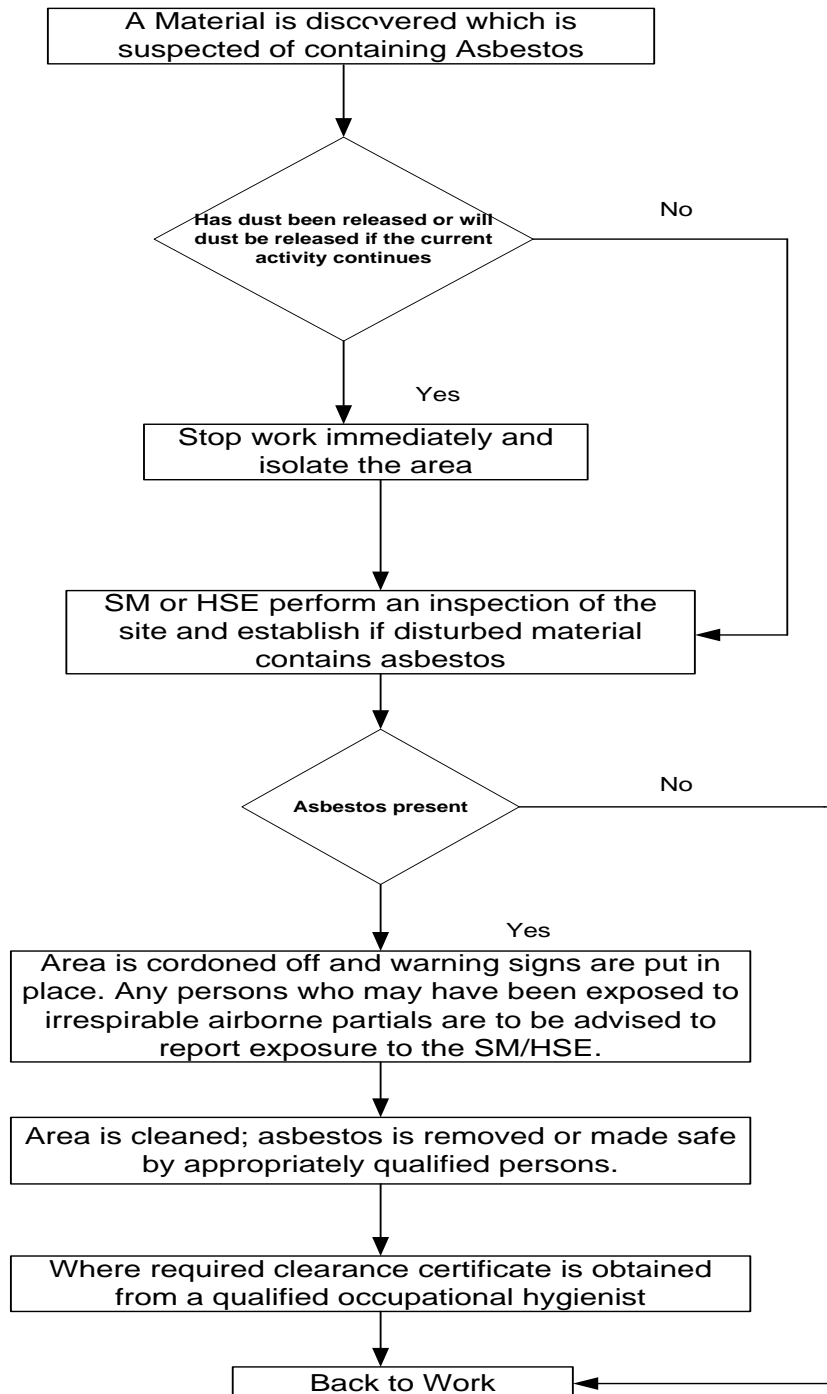 A Material is discovered which is
suspected of containing Asbestos
Has dust been released or will
dust be released if the current
activity continues
No
Yes
Stop work immediately and
isolate the area
SM or HSE perform an inspection of the
site and establish if disturbed material
contains asbestos
Asbestos present
No
Yes
Area is cordoned off and warning signs are put in
place. Any persons who may have been exposed to
irrespirable airborne partials are to be advised to
report exposure to the SM/HSE.
Area is cleaned; asbestos is removed or made safe
by appropriately qualified persons.
Where required clearance certificate is obtained
from a qualified occupational hygienist
Back to Work